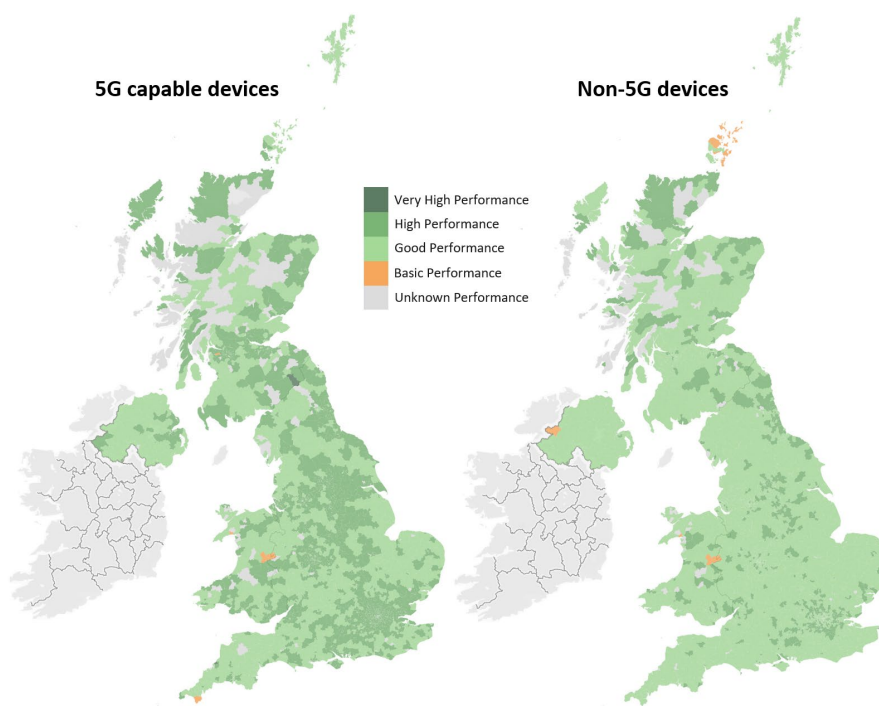 5G capable devices
Non-5G devices
Very High Performance
High Performance
Good Performance
Basic Performance
Unknown Performance